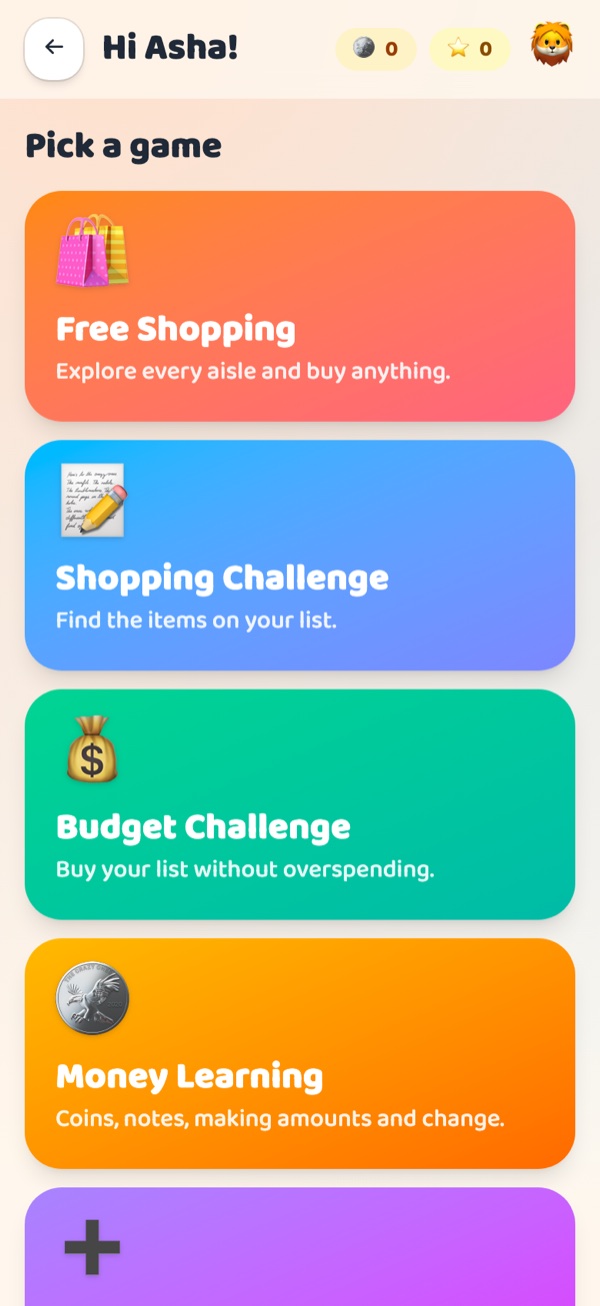 Hi Asha!
0
0
Pick a game
Free Shopping
Explore every aisle and buy anything.
Shopping Challenge
Find the items on your list.
$
Budget Challenge
Buy your list without overspending.
Money Learning
Coins, notes, making amounts and change.